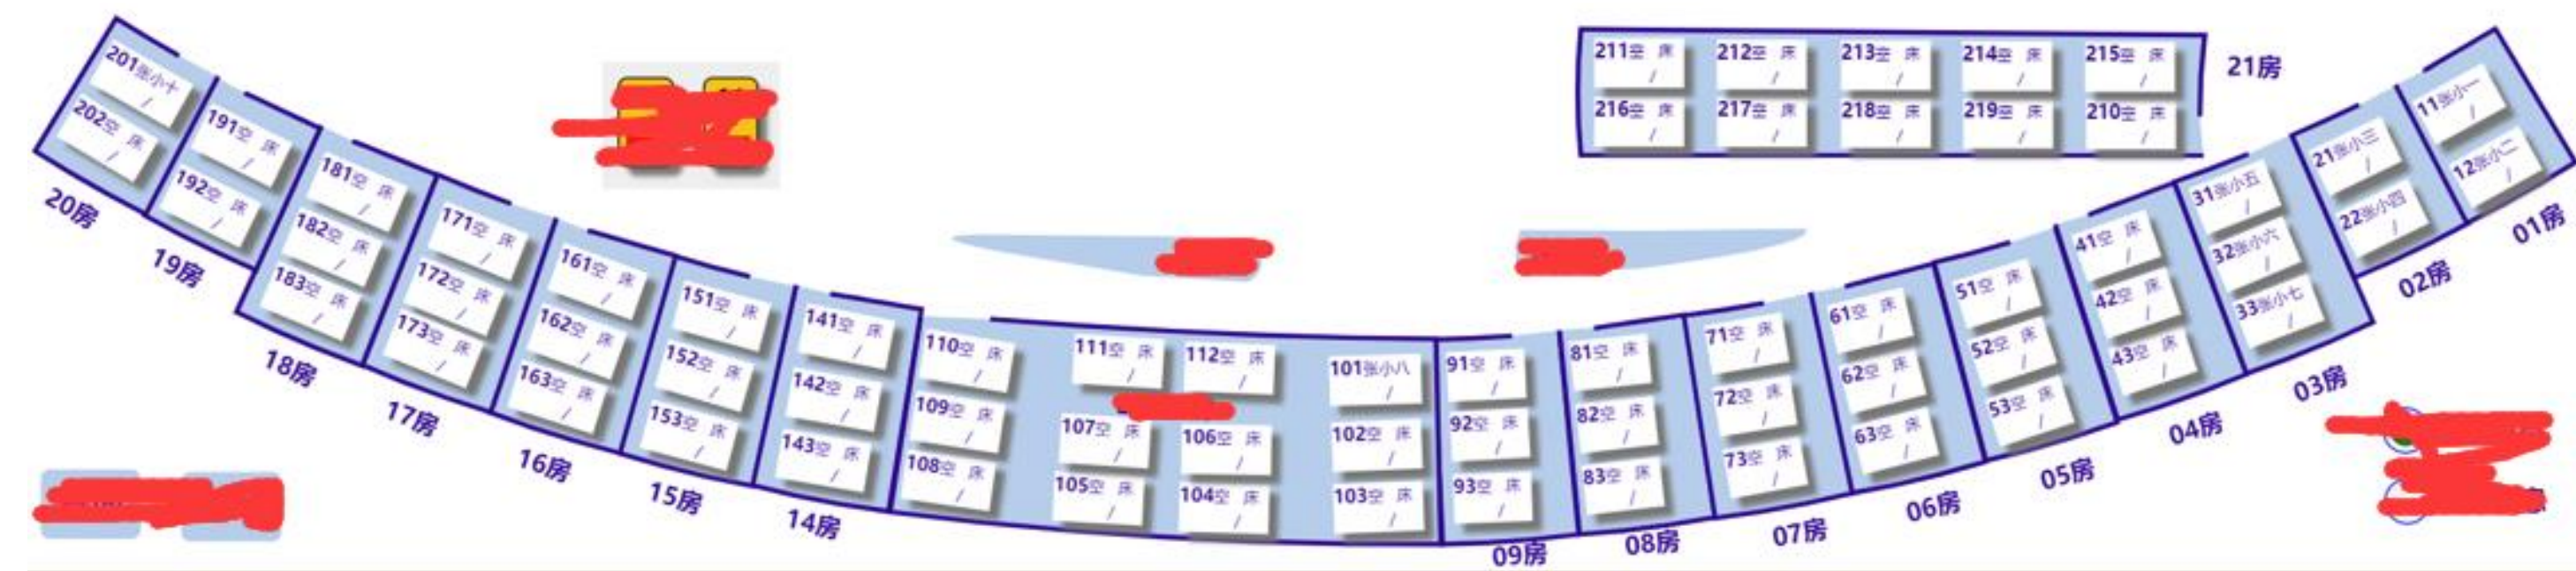 201张小十
/
202空 床
/
20房
191空 床
/
192空 床
/
19房
181空 床
/
182空 床
/
183空 床
/
18房
171空 床
/
172空 床
/
173空 床
/
17房
161空 床
/
162空 床
/
163空 床
/
16房
151空 床
/
152空 床
/
153空 床
/
15房
141空 床
/
142空 床
/
143空 床
/
14房
110空 床
/
109空 床
/
108空 床
/
111空 床
/
112空 床
/
107空 床
/
106空 床
/
105空 床
/
104空 床
/
101张小八
/
102空 床
/
103空 床
/
91空 床
/
92空 床
/
93空 床
/
09房
81空 床
/
82空 床
/
83空 床
/
08房
71空 床
/
72空 床
/
73空 床
/
07房
61空 床
/
62空 床
/
63空 床
/
06房
51空 床
/
52空 床
/
53空 床
/
05房
41空 床
/
42空 床
/
43空 床
/
04房
31张小五
/
32张小六
/
33张小七
/
03房
21张小三
/
22张小四
/
02房
11张小一
/
12张小二
/
01房
211空 床
/
212空 床
/
213空 床
/
214空 床
/
215空 床
/
216空 床
/
217空 床
/
218空 床
/
219空 床
/
210空 床
/
21房